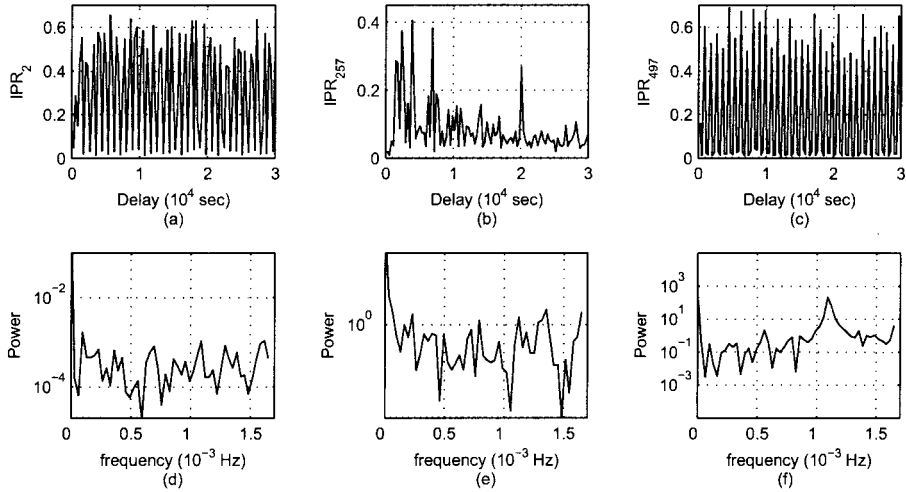 0.6
0.4
0.2
0
IPR2
0
1
2
3
Delay (10^4 sec)
(a)
0.4
0.2
0
IPR257
0
1
2
3
Delay (10^4 sec)
(b)
0.6
0.4
0.2
0
IPR497
0
1
2
3
Delay (10^4 sec)
(c)
10^-2
10^-4
Power
0
0.5
1
1.5
frequency (10^-3 Hz)
(d)
10^0
Power
0
0.5
1
1.5
frequency (10^-3 Hz)
(e)
10^3
10^1
10^-1
10^-3
Power
0
0.5
1
1.5
frequency (10^-3 Hz)
(f)